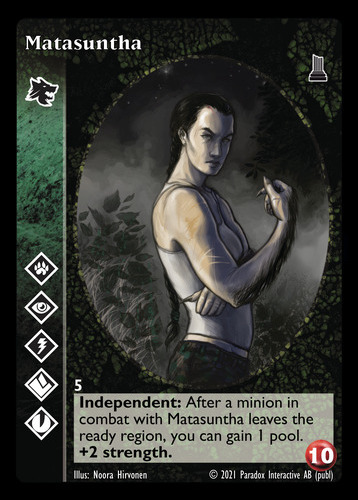 Matasuntha
5
Independent: After a minion in
combat with Matasuntha leaves the
ready region, you can gain 1 pool.
+2 strength.
10
Illus: Noora Hirvonen © 2021 Paradox Interactive AB (publ)